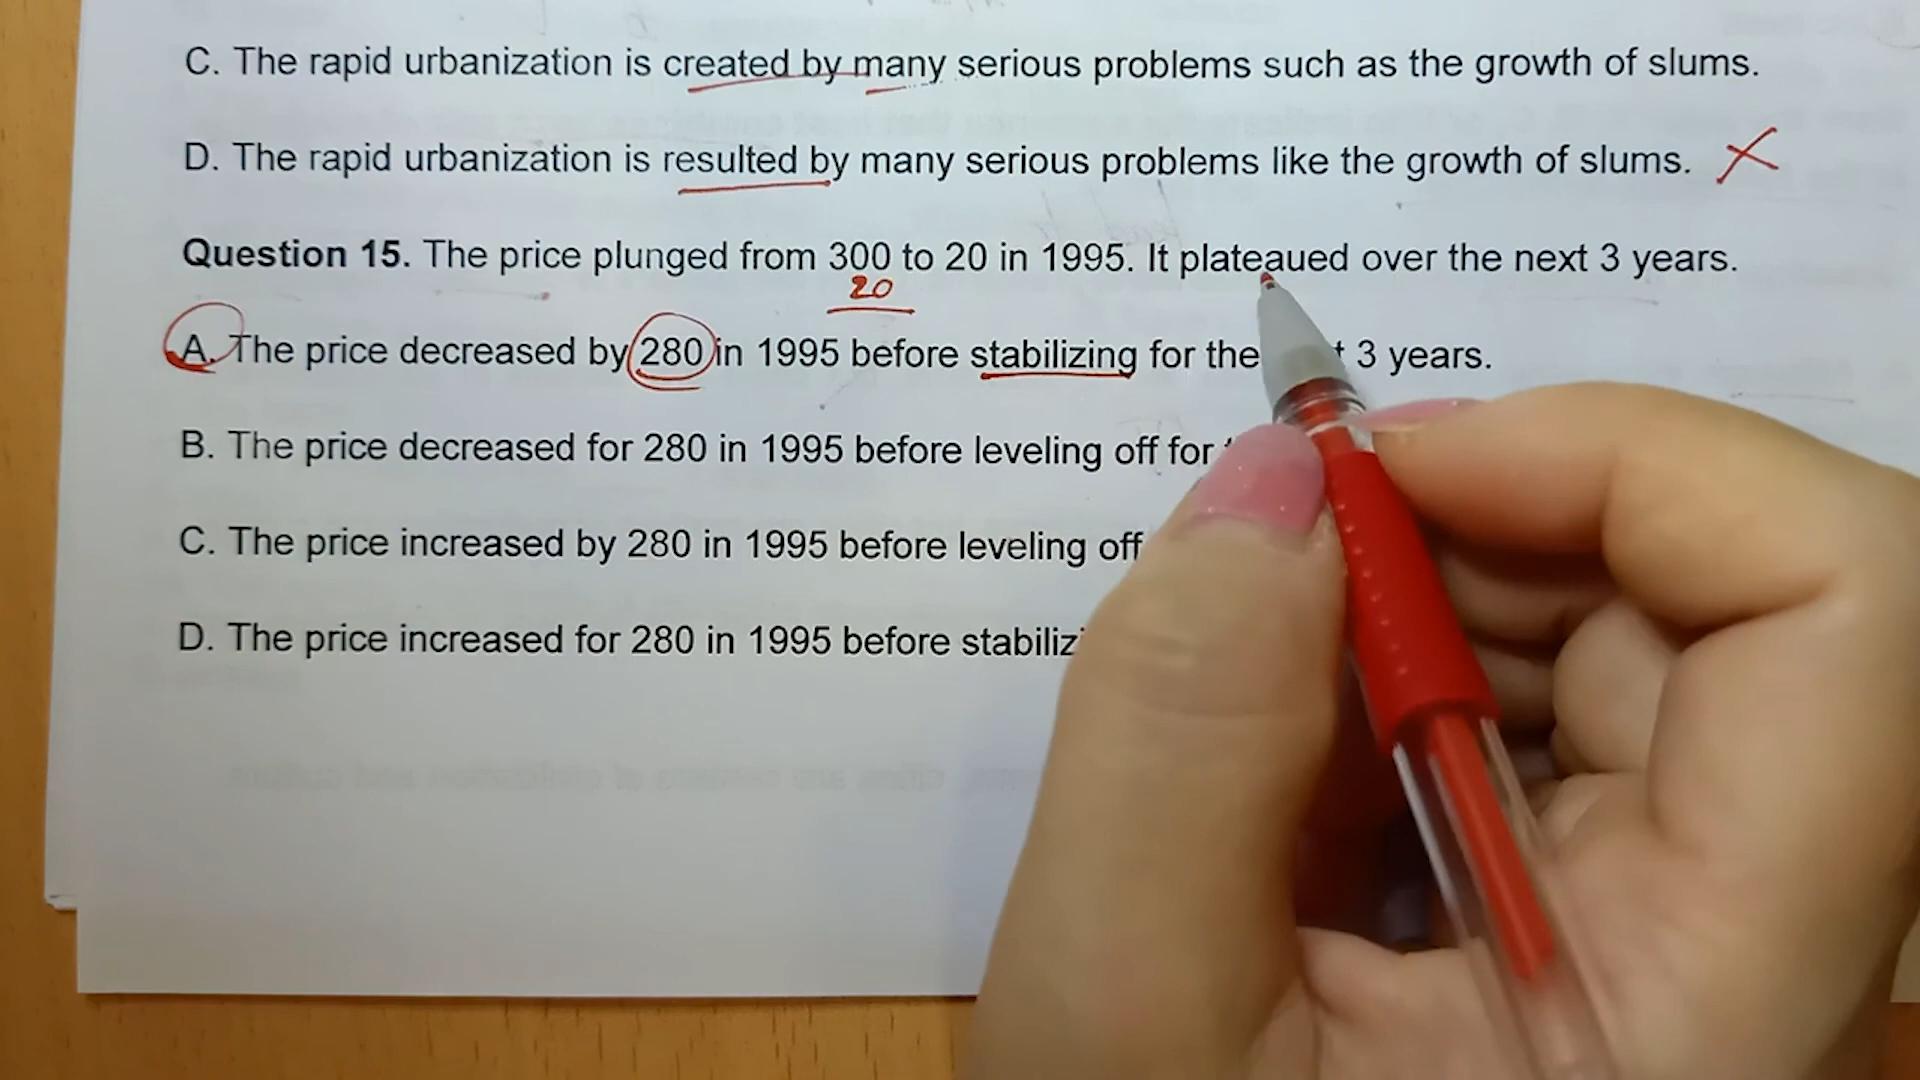 C. The rapid urbanization is created by many serious problems such as the growth of slums.
D. The rapid urbanization is resulted by many serious problems like the growth of slums.
Question 15. The price plunged from 300 to 20 in 1995. It plateaued over the next 3 years.
20
A. The price decreased by 280 in 1995 before stabilizing for the 3 years.
B. The price decreased for 280 in 1995 before leveling off for
C. The price increased by 280 in 1995 before leveling off
D. The price increased for 280 in 1995 before